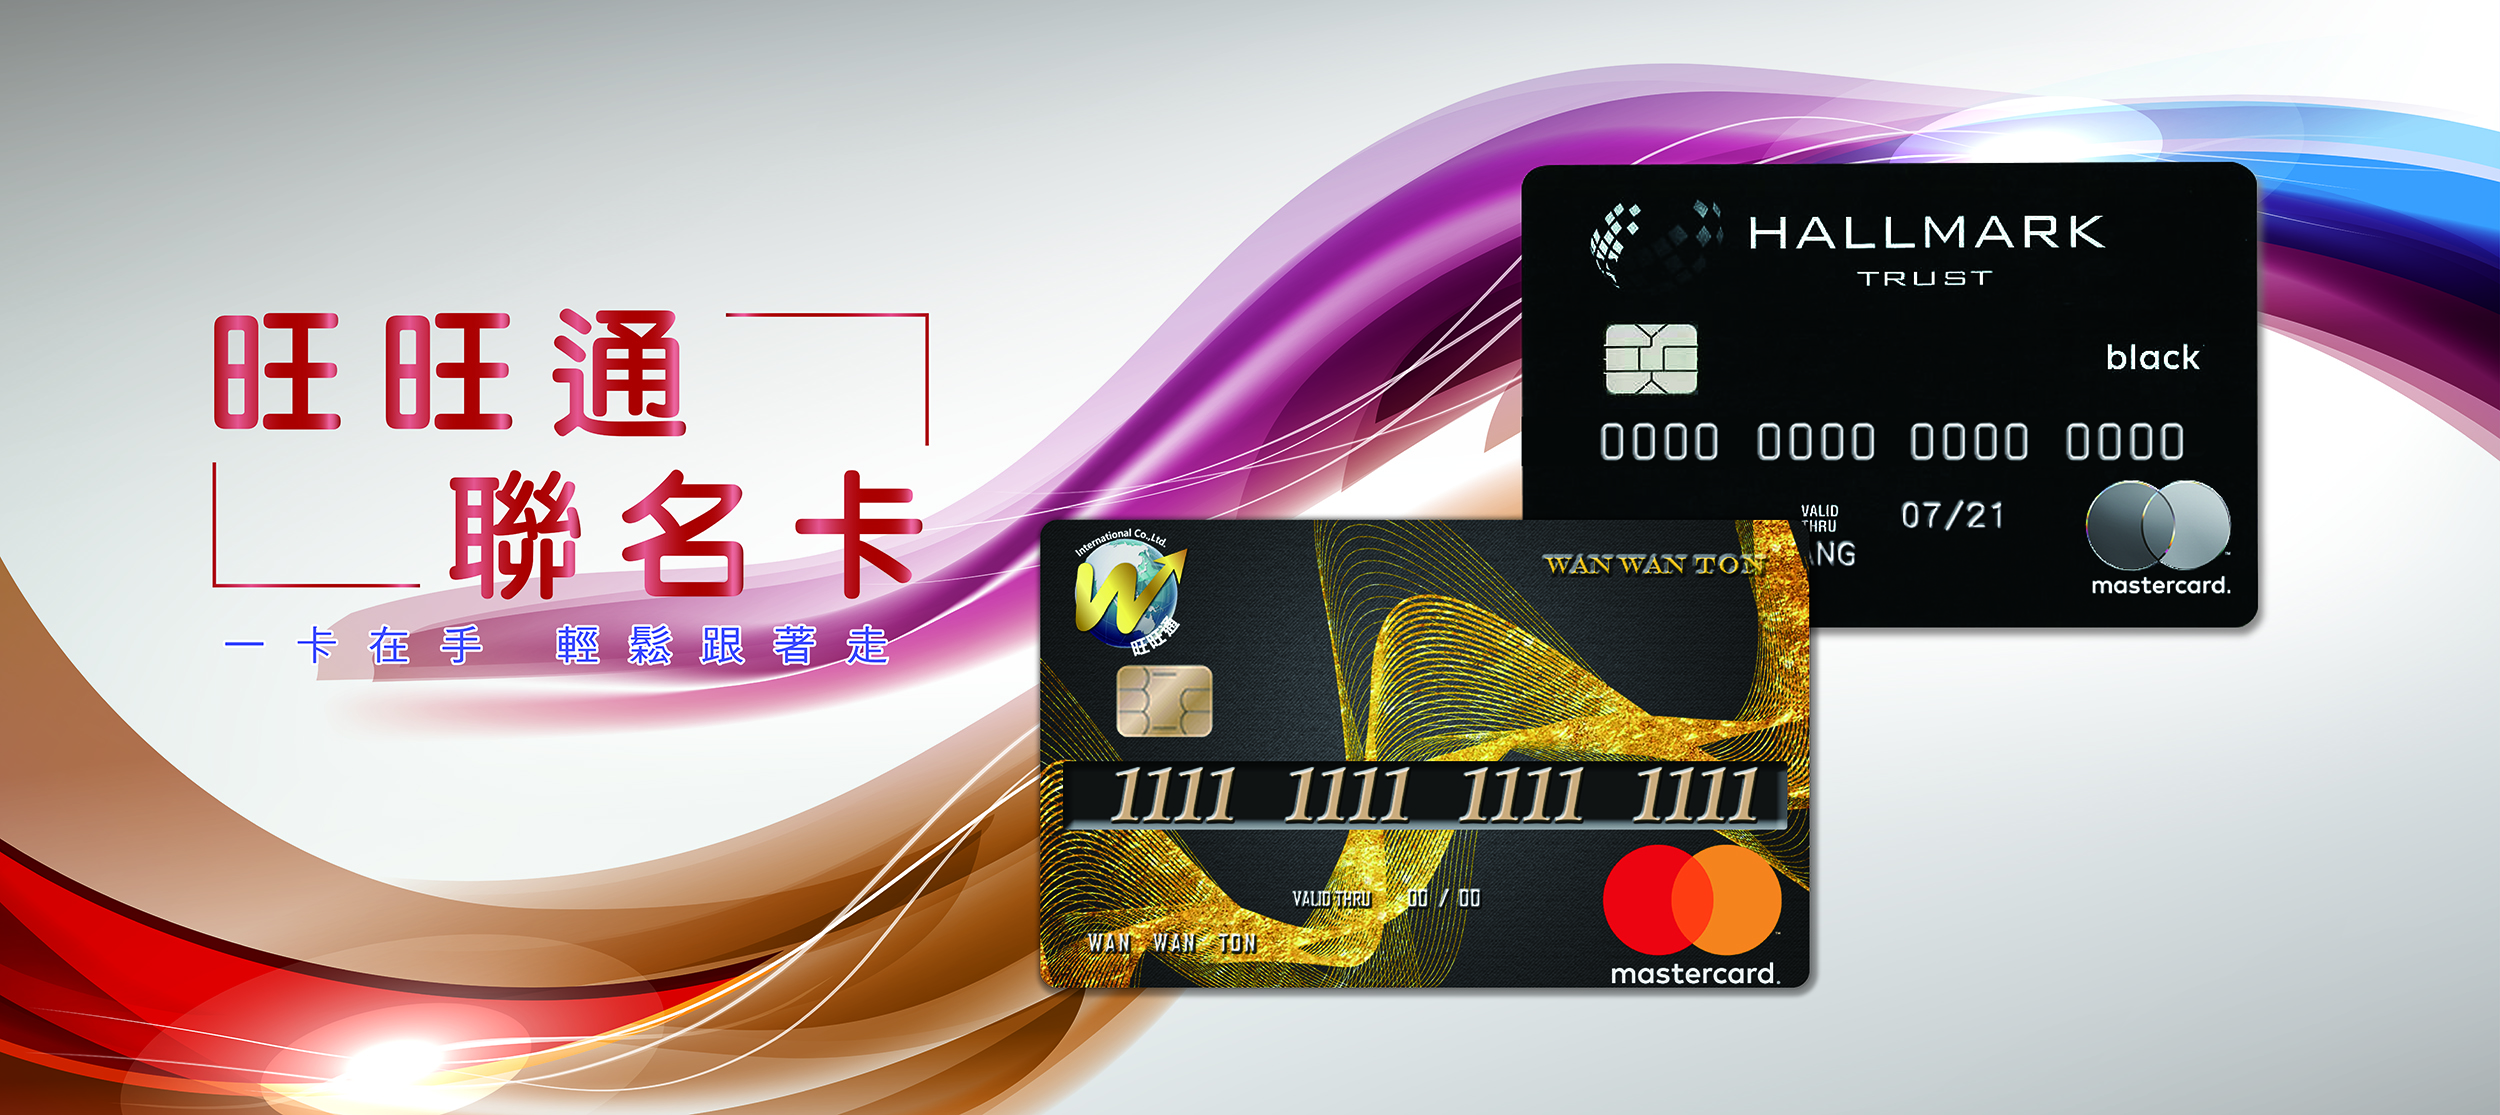 旺旺通
聯名卡
一卡在手 輕鬆跟著走
HALLMARK
TRUST
black
0000 0000 0000 0000
VALID
THRU
07/21
ANG
mastercard.
International Co.,Ltd.
W
旺旺通
WAN WAN TON
1111 1111 1111 1111
VALID THRU 00 / 00
WAN WAN TON
mastercard.